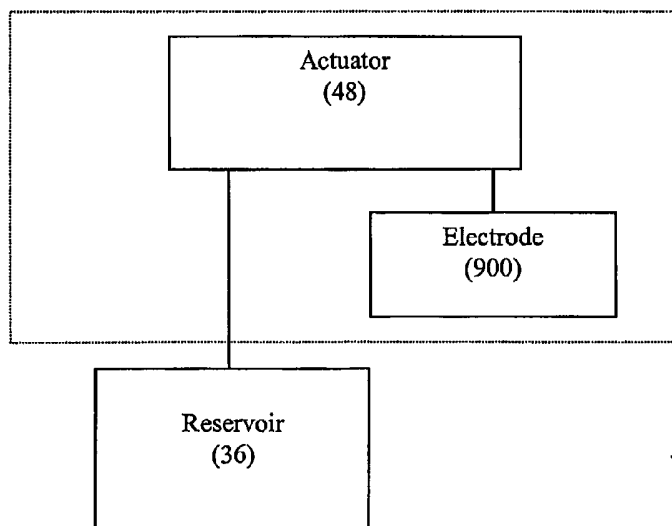 Actuator
(48)
Electrode
(900)
Reservoir
(36)